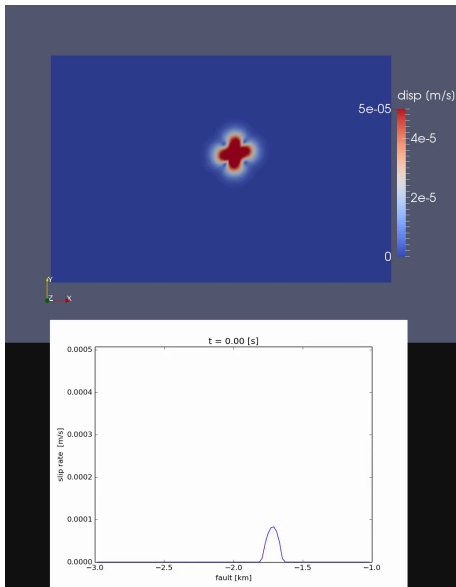 disp [m/s]
5e-05
4e-5
2e-5
0
Y
Z X
t = 0.00 [s]
0.0005
0.0004
0.0003
0.0002
0.0001
0.0000
slip rate [m/s]
−3.0 −2.5 −2.0 −1.5 −1.0
fault [km]